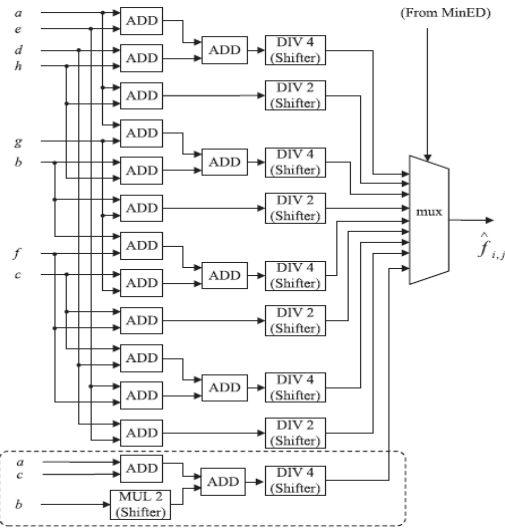 (From MinED)
a
e
d
h
g
b
f
c
ADD
ADD
ADD
DIV 4
(Shifter)
ADD
DIV 2
(Shifter)
ADD
ADD
ADD
DIV 4
(Shifter)
ADD
DIV 2
(Shifter)
ADD
ADD
ADD
DIV 4
(Shifter)
ADD
DIV 2
(Shifter)
ADD
ADD
ADD
DIV 4
(Shifter)
ADD
DIV 2
(Shifter)
a
c
b
ADD
MUL 2
(Shifter)
ADD
DIV 4
(Shifter)
mux
f̂ i,j